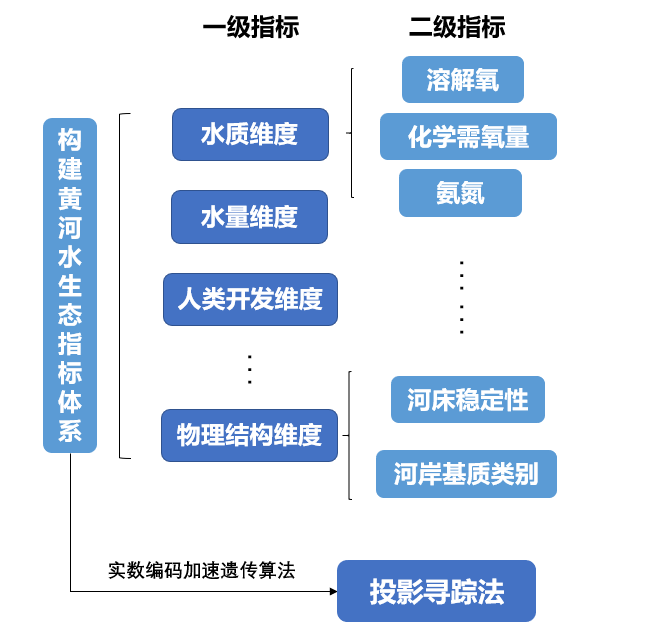 一级指标
二级指标
构建黄河水生态指标体系
水质维度
溶解氧
化学需氧量
氨氮
水量维度
人类开发维度
物理结构维度
河床稳定性
河岸基质类别
实数编码加速遗传算法
投影寻踪法